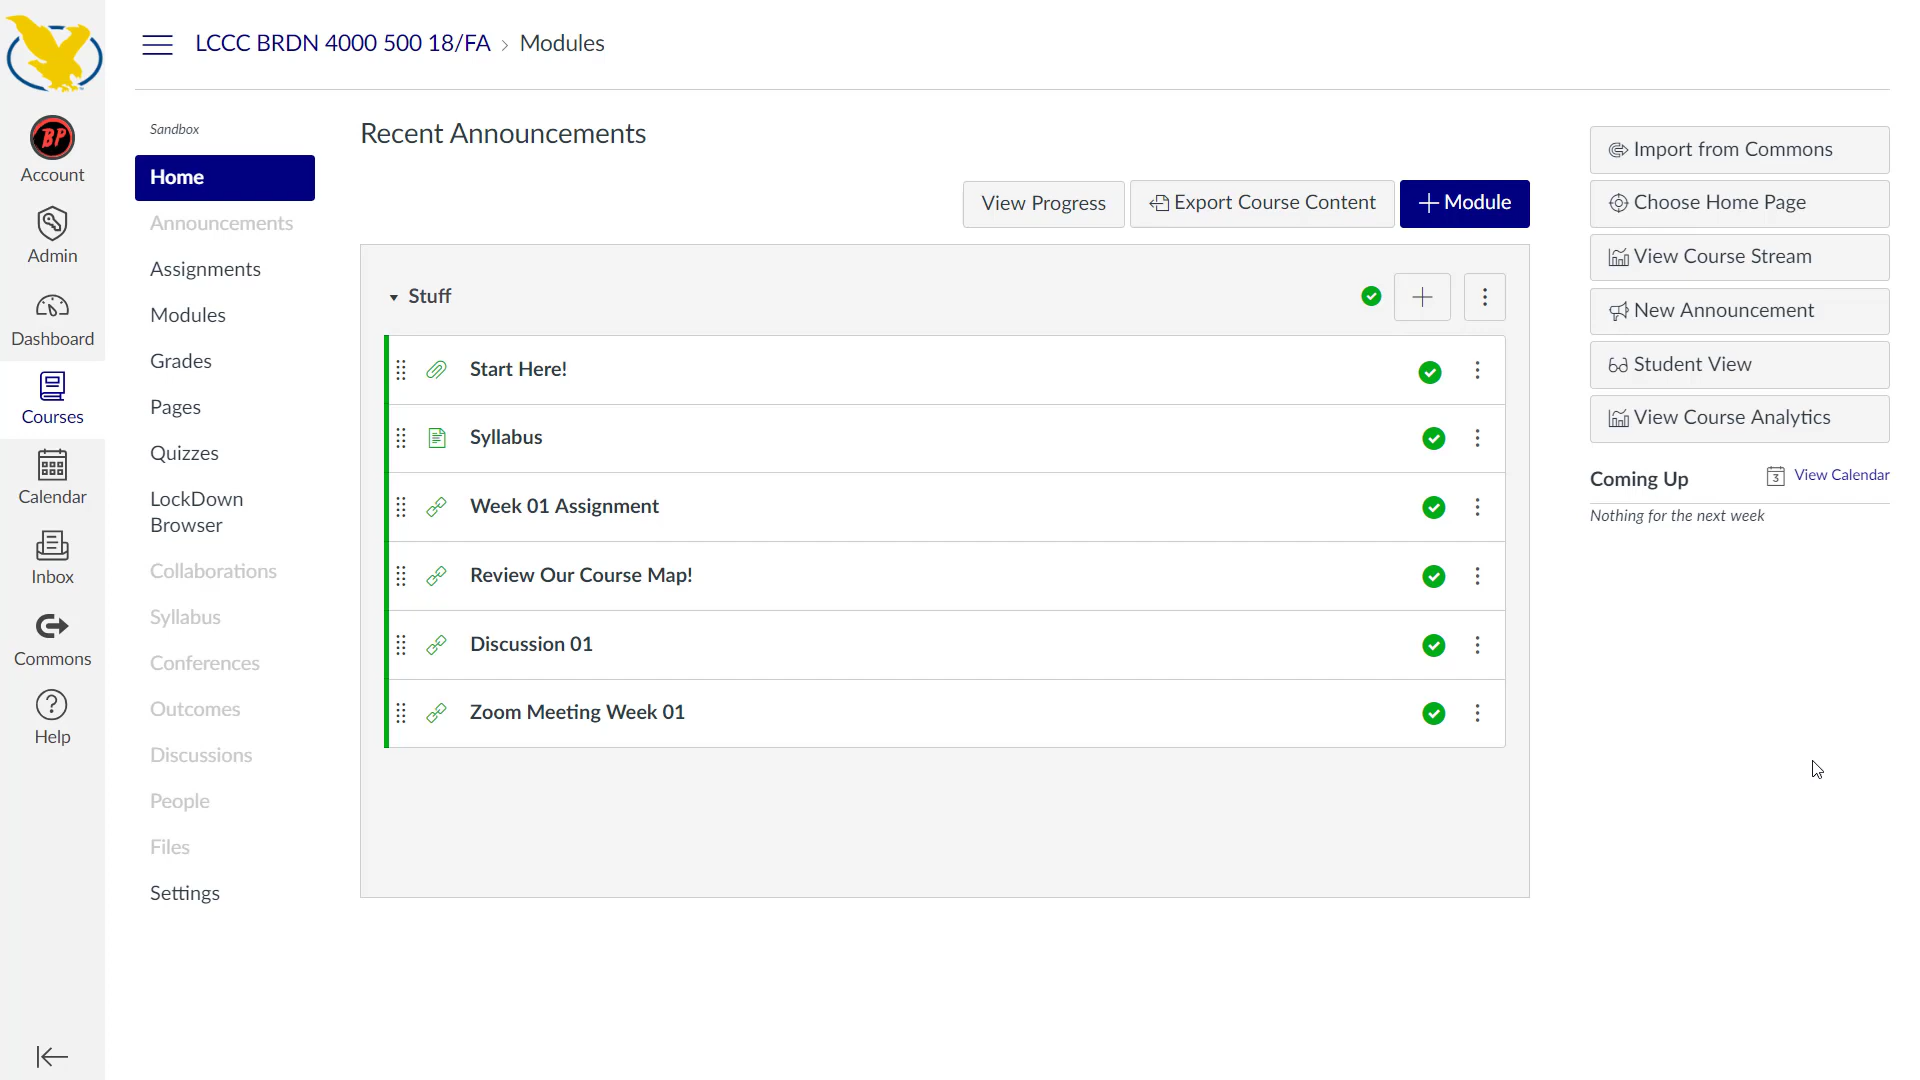 LCCC BRDN 4000 500 18/FA › Modules
BP
Account
Admin
Dashboard
Courses
Calendar
Inbox
Commons
Help
Sandbox
Home
Announcements
Assignments
Modules
Grades
Pages
Quizzes
LockDown
Browser
Collaborations
Syllabus
Conferences
Outcomes
Discussions
People
Files
Settings
Recent Announcements
View Progress
Export Course Content
Module
Stuff
Start Here!
Syllabus
Week 01 Assignment
Review Our Course Map!
Discussion 01
Zoom Meeting Week 01
Import from Commons
Choose Home Page
View Course Stream
New Announcement
Student View
View Course Analytics
Coming Up
3 View Calendar
Nothing for the next week